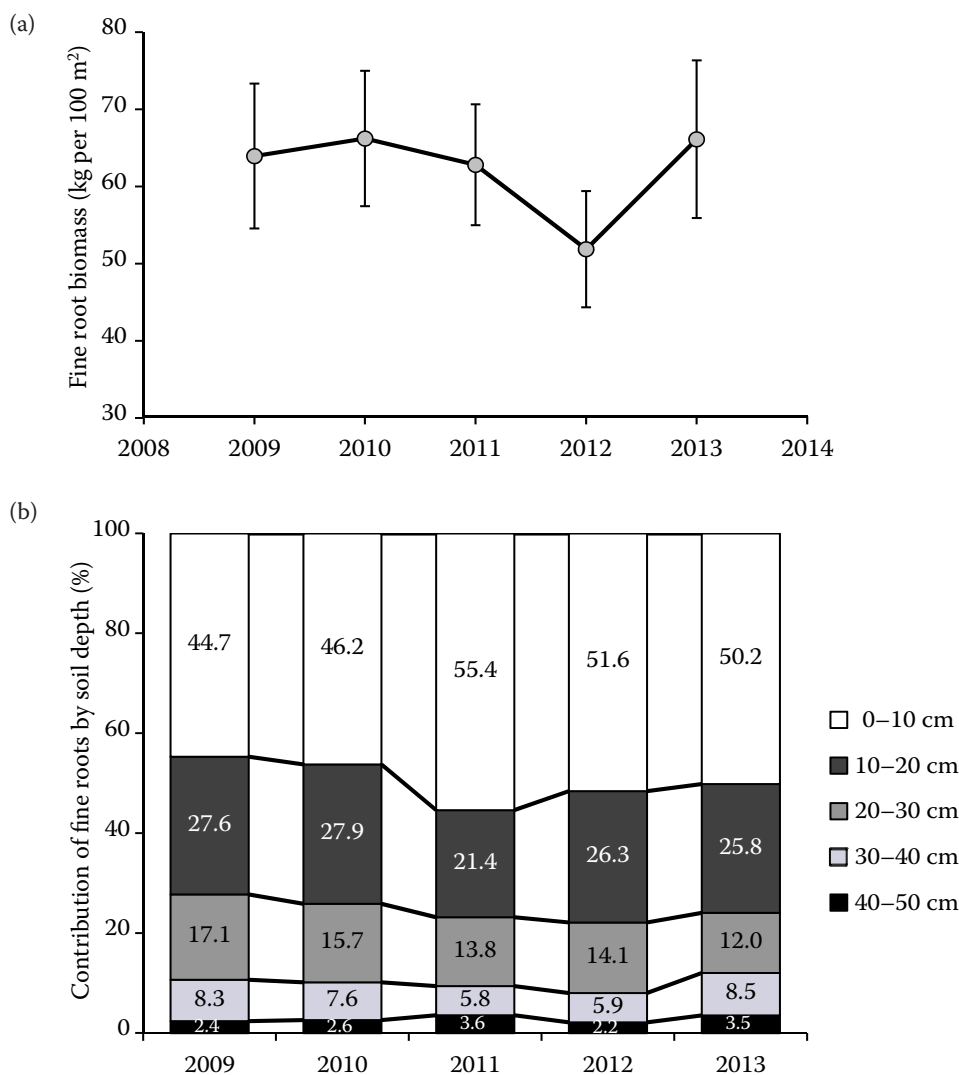 (a)
Fine root biomass (kg per 100 m²)
80
70
60
50
40
30
2008 2009 2010 2011 2012 2013 2014
(b)
Contribution of fine roots by soil depth (%)
100
80
60
40
20
0
44.7 46.2 55.4 51.6 50.2
27.6 27.9 21.4 26.3 25.8
17.1 15.7 13.8 14.1 12.0
8.3 7.6 5.8 5.9 8.5
2.4 2.6 3.6 2.2 3.5
2009 2010 2011 2012 2013
0–10 cm
10–20 cm
20–30 cm
30–40 cm
40–50 cm